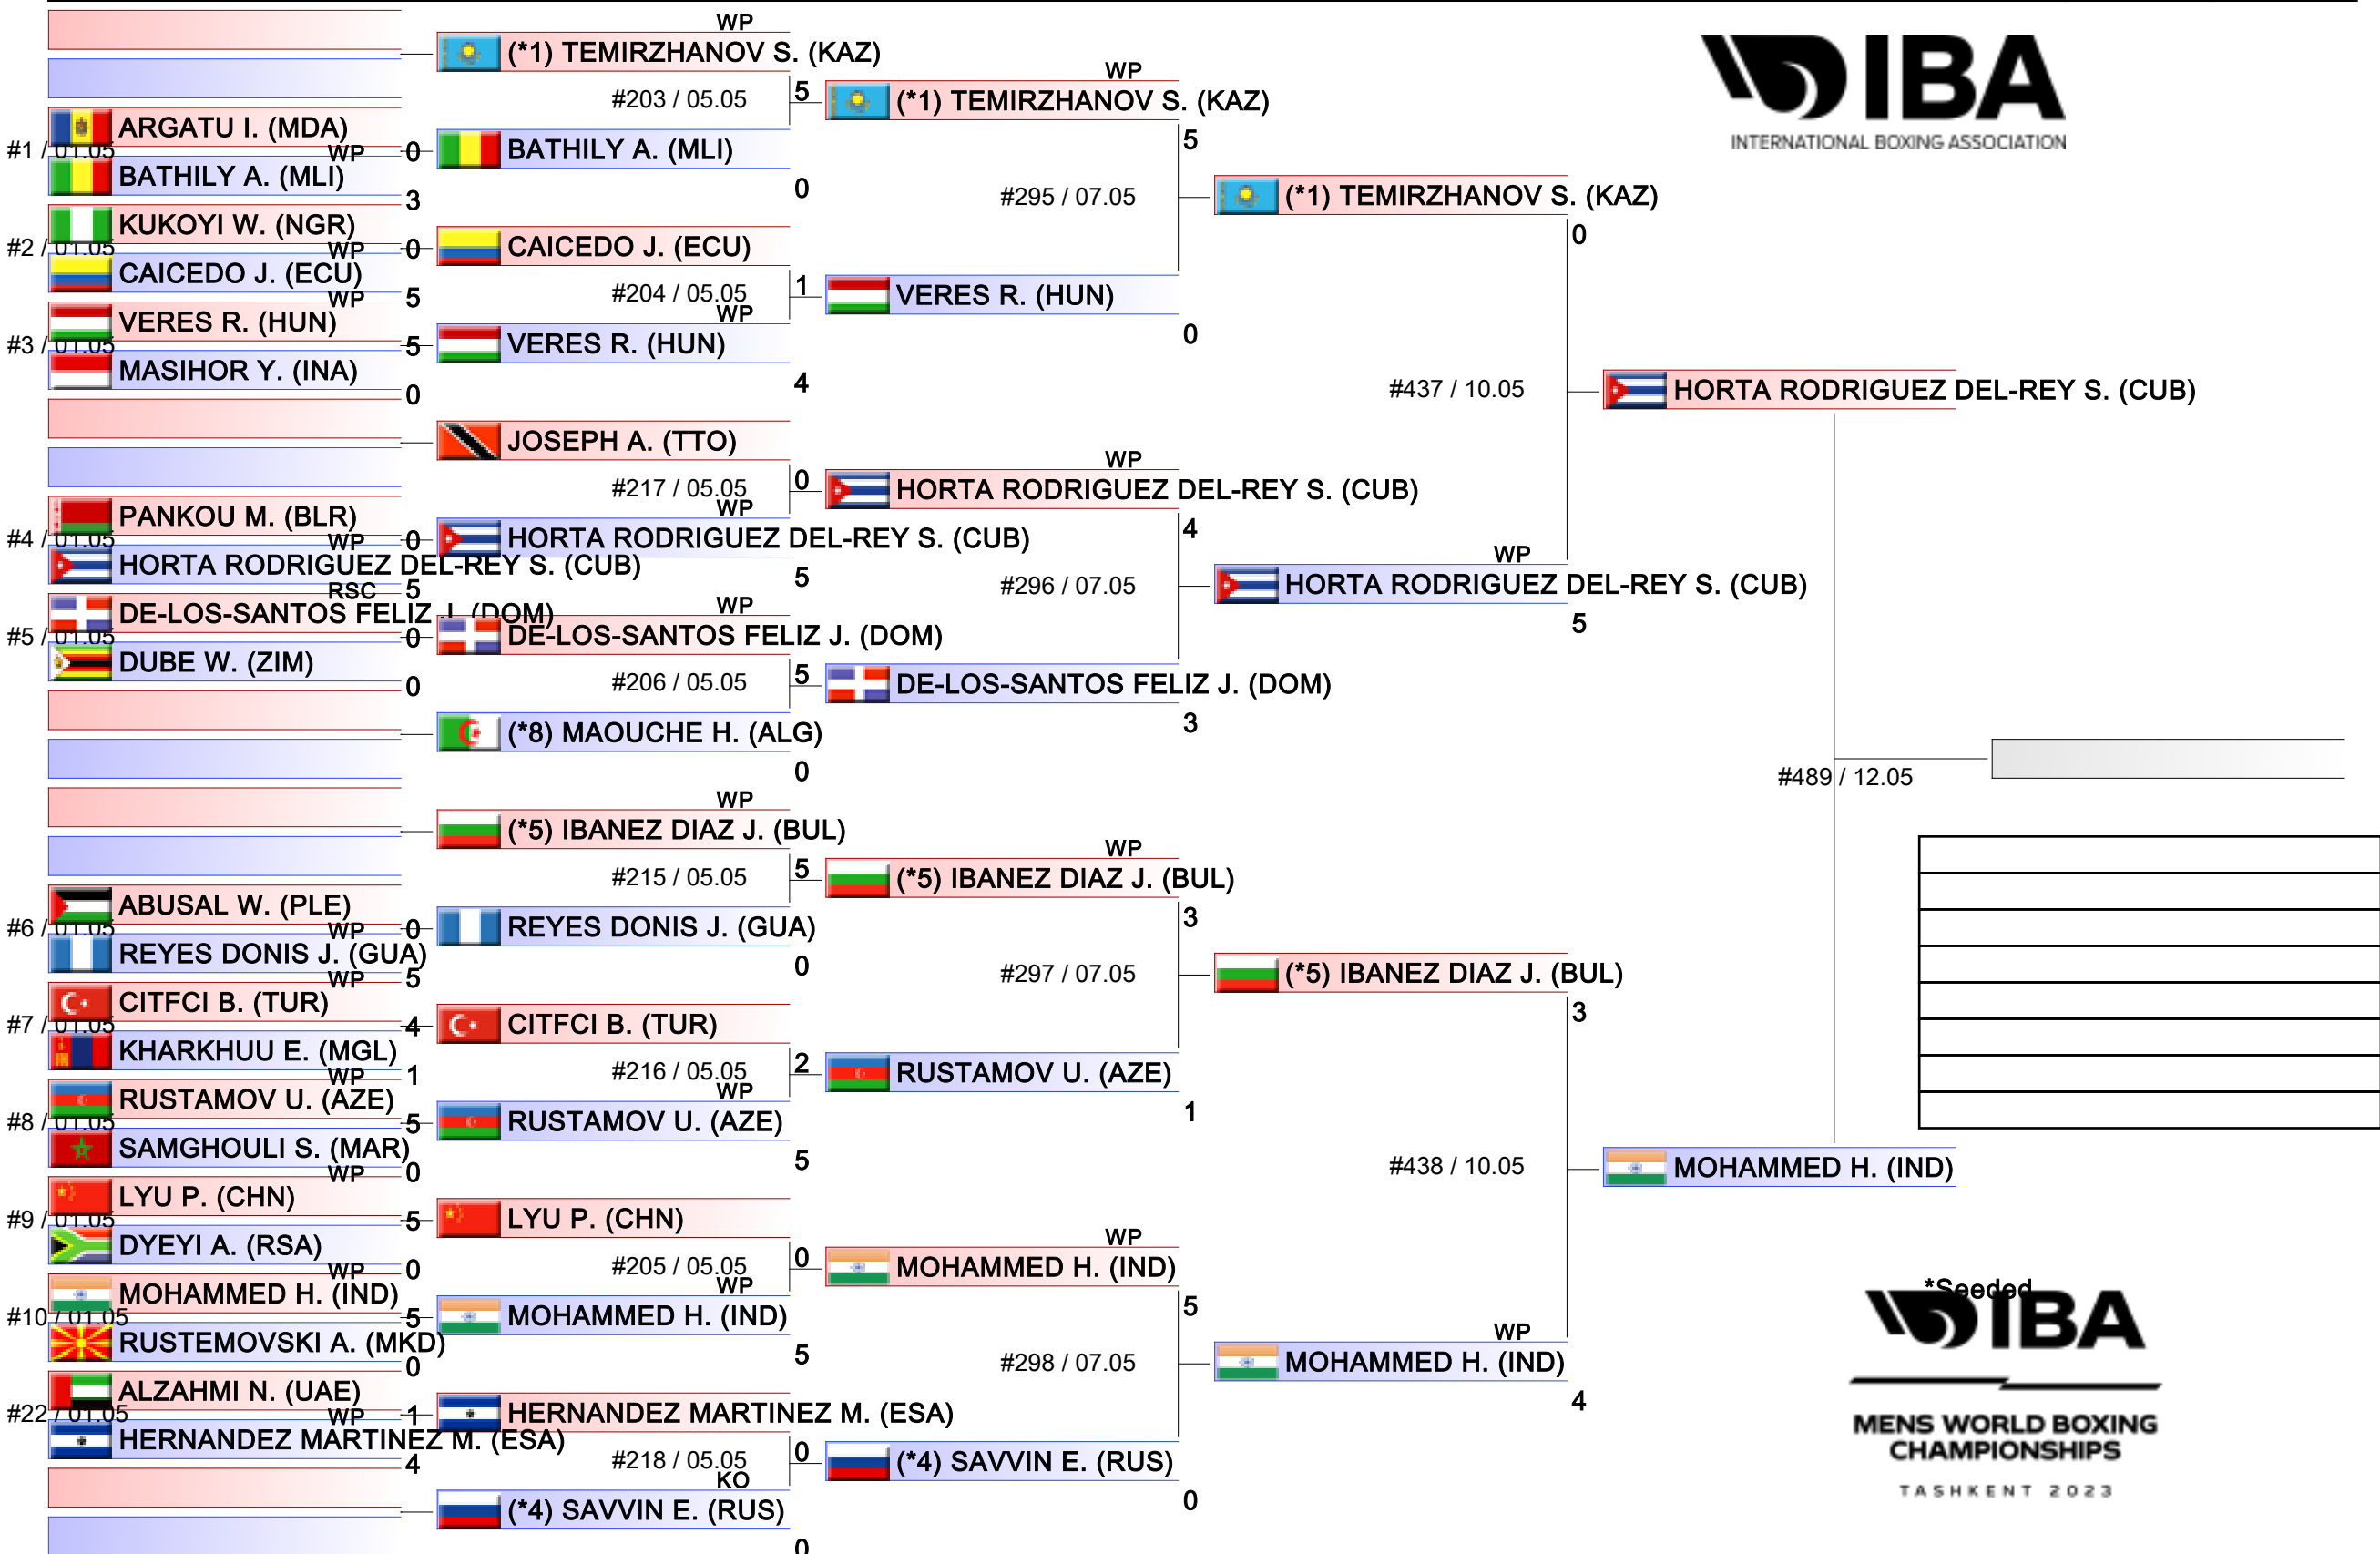 WP
(*1) TEMIRZHANOV S. (KAZ)
#203 / 05.05
5
BATHILY A. (MLI)
0
ARGATU I. (MDA)
#1 / 01.05
WP
0
BATHILY A. (MLI)
3
KUKOYI W. (NGR)
#2 / 01.05
WP
0
CAICEDO J. (ECU)
5
WP
VERES R. (HUN)
#3 / 01.05
5
MASIHOR Y. (INA)
0
CAICEDO J. (ECU)
#204 / 05.05
1
WP
VERES R. (HUN)
4
JOSEPH A. (TTO)
#217 / 05.05
0
WP
HORTA RODRIGUEZ DEL-REY S. (CUB)
5
PANKOU M. (BLR)
#4 / 01.05
WP
0
HORTA RODRIGUEZ DEL-REY S. (CUB)
5
RSC
DE-LOS-SANTOS FELIZ J. (DOM)
#5 / 01.05
0
DUBE W. (ZIM)
0
WP
DE-LOS-SANTOS FELIZ J. (DOM)
#206 / 05.05
5
(*8) MAOUCHE H. (ALG)
0
WP
(*5) IBANEZ DIAZ J. (BUL)
#215 / 05.05
5
REYES DONIS J. (GUA)
0
ABUSAL W. (PLE)
#6 / 01.05
WP
0
REYES DONIS J. (GUA)
5
WP
CITFCI B. (TUR)
#7 / 01.05
4
KHARKHUU E. (MGL)
1
WP
RUSTAMOV U. (AZE)
#8 / 01.05
5
SAMGHOULI S. (MAR)
0
WP
LYU P. (CHN)
#9 / 01.05
5
DYEYI A. (RSA)
0
WP
MOHAMMED H. (IND)
#10 / 01.05
5
RUSTEMOVSKI A. (MKD)
0
ALZAHMI N. (UAE)
#22 / 01.05
WP
1
HERNANDEZ MARTINEZ M. (ESA)
4
CITFCI B. (TUR)
#216 / 05.05
2
WP
RUSTAMOV U. (AZE)
5
LYU P. (CHN)
#205 / 05.05
0
WP
MOHAMMED H. (IND)
5
HERNANDEZ MARTINEZ M. (ESA)
#218 / 05.05
0
KO
(*4) SAVVIN E. (RUS)
0
WP
(*1) TEMIRZHANOV S. (KAZ)
5
#295 / 07.05
VERES R. (HUN)
0
WP
HORTA RODRIGUEZ DEL-REY S. (CUB)
4
#296 / 07.05
DE-LOS-SANTOS FELIZ J. (DOM)
3
WP
(*5) IBANEZ DIAZ J. (BUL)
3
#297 / 07.05
RUSTAMOV U. (AZE)
1
WP
MOHAMMED H. (IND)
5
#298 / 07.05
(*4) SAVVIN E. (RUS)
0
(*1) TEMIRZHANOV S. (KAZ)
0
#437 / 10.05
WP
HORTA RODRIGUEZ DEL-REY S. (CUB)
5
(*5) IBANEZ DIAZ J. (BUL)
3
#438 / 10.05
WP
MOHAMMED H. (IND)
4
HORTA RODRIGUEZ DEL-REY S. (CUB)
#489 / 12.05
MOHAMMED H. (IND)
IBA
INTERNATIONAL BOXING ASSOCIATION
*Seeded
IBA
MENS WORLD BOXING
CHAMPIONSHIPS
TASHKENT 2023